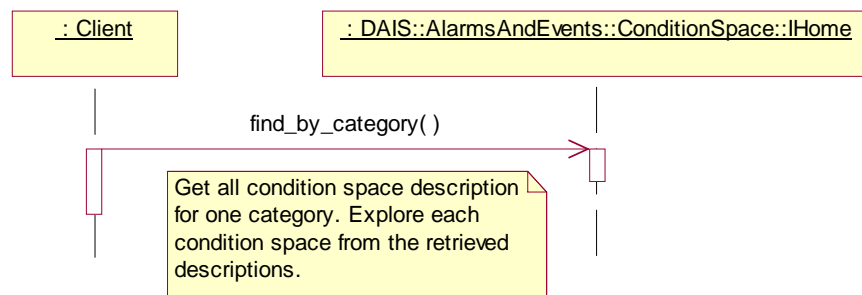 : Client
: DAIS::AlarmsAndEvents::ConditionSpace::IHome
find_by_category( )
Get all condition space description
for one category. Explore each
condition space from the retrieved
descriptions.